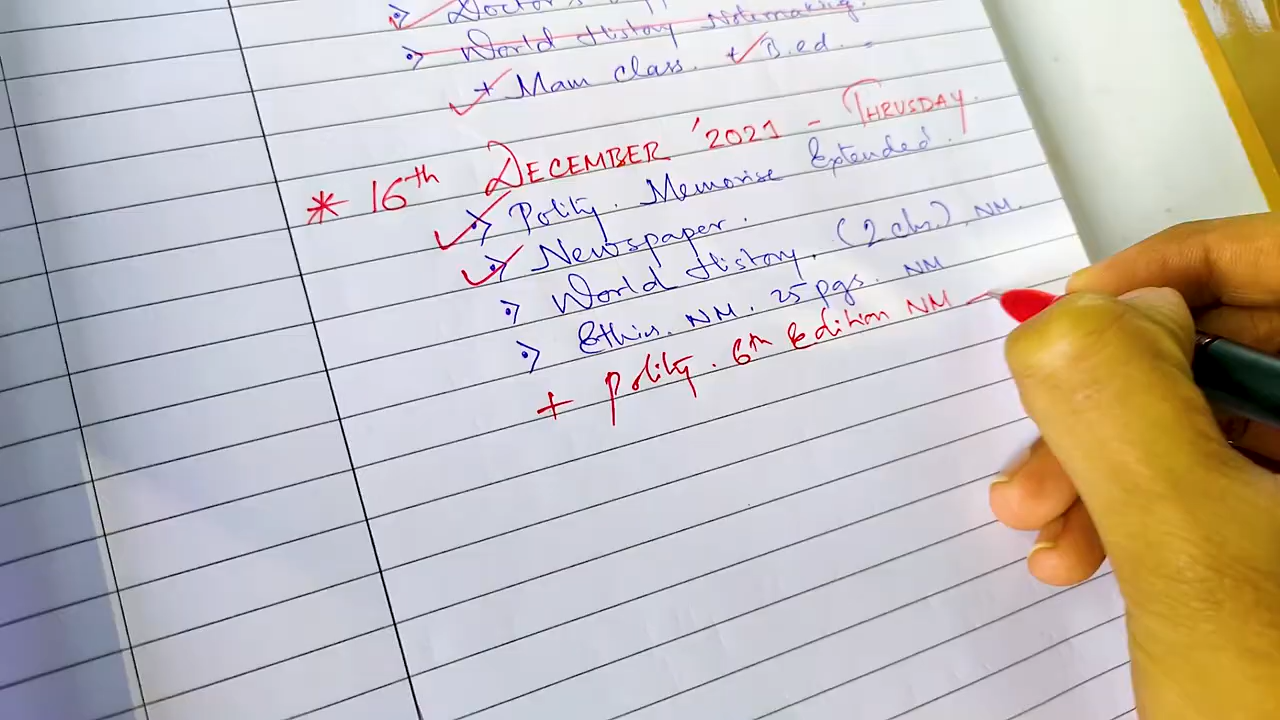 Doctor's
World History Notemaking.
+ Mam class. + B.ed.
* 16th DECEMBER '2021 - THRUSDAY.
Polity. Memorise Extended.
Newspaper.
World History. (2 chs.) NM.
Ethics. NM. 25 pgs. NM
+ Polity. 6th Edition NM